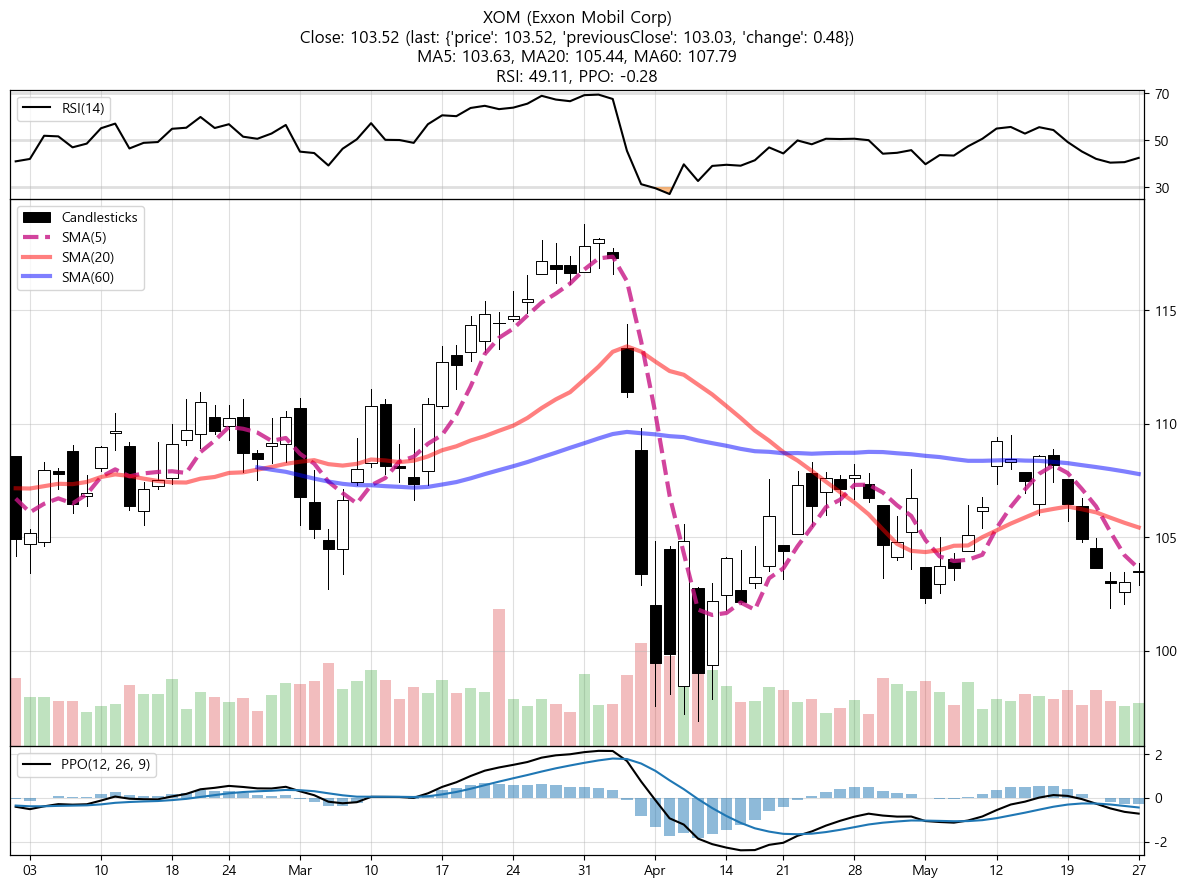 XOM (Exxon Mobil Corp)
Close: 103.52 (last: {'price': 103.52, 'previousClose': 103.03, 'change': 0.48})
MA5: 103.63, MA20: 105.44, MA60: 107.79
RSI: 49.11, PPO: -0.28
RSI(14)
70
50
30
Candlesticks
SMA(5)
SMA(20)
SMA(60)
115
110
105
100
PPO(12, 26, 9)
2
0
-2
03 10 18 24 Mar 10 17 24 31 Apr 14 21 28 May 12 19 27